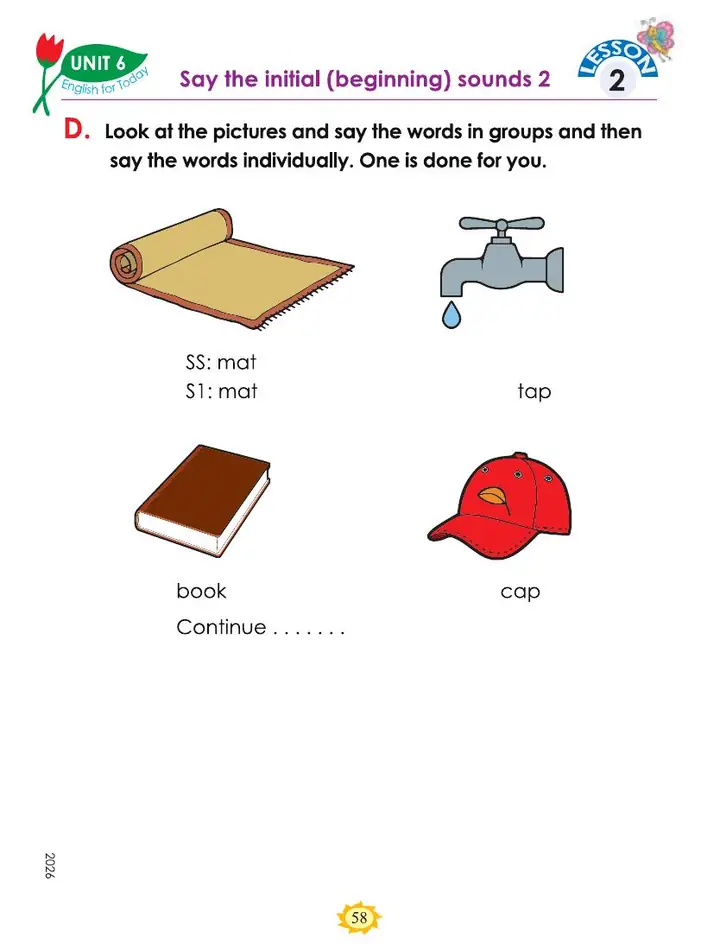 UNIT 6
English for Today
Say the initial (beginning) sounds 2
LESSON
2
D. Look at the pictures and say the words in groups and then
say the words individually. One is done for you.
SS: mat
S1: mat
tap
book
cap
Continue . . . . . . .
2026
58